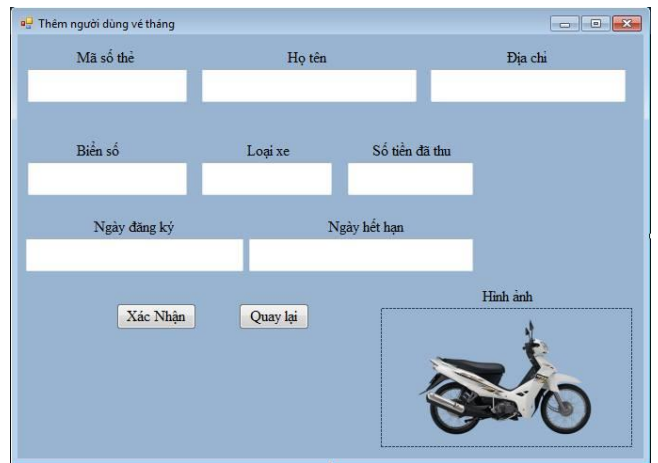 Thêm người dùng vé tháng
Mã số thẻ Họ tên Địa chỉ
Biển số Loại xe Số tiền đã thu
Ngày đăng ký Ngày hết hạn
Hình ảnh
Xác Nhận Quay lại